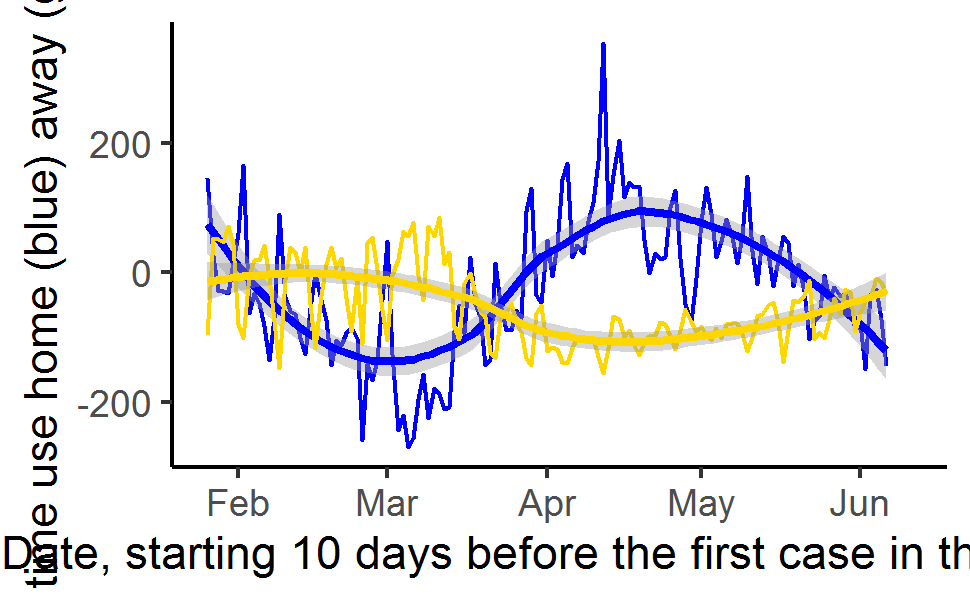 time use home (blue) away (
200
0
-200
Feb Mar Apr May Jun
Date, starting 10 days before the first case in th